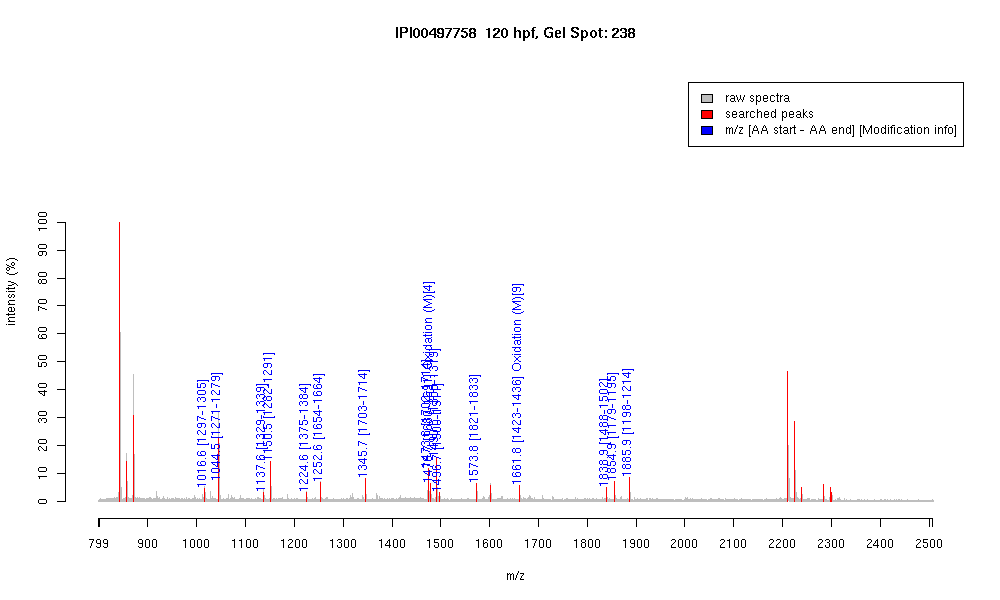 IPI00497758 120 hpf, Gel Spot: 238
raw spectra
searched peaks
m/z [AA start - AA end] [Modification info]
intensity (%)
100
90
80
70
60
50
40
30
20
10
0
1016.6 [1297-1305]
1044.5 [1271-1279]
1137.6 [1329-1339]
1150.5 [1282-1291]
1224.6 [1375-1384]
1252.6 [1654-1664]
1345.7 [1703-1714]
1573.8 [1821-1833]
1661.8 [1423-1436] Oxidation (M)[9]
1838.9 [1488-1502]
1854.9 [1179-1195]
1885.9 [1198-1214]
799 900 1000 1100 1200 1300 1400 1500 1600 1700 1800 1900 2000 2100 2200 2300 2400 2500
m/z